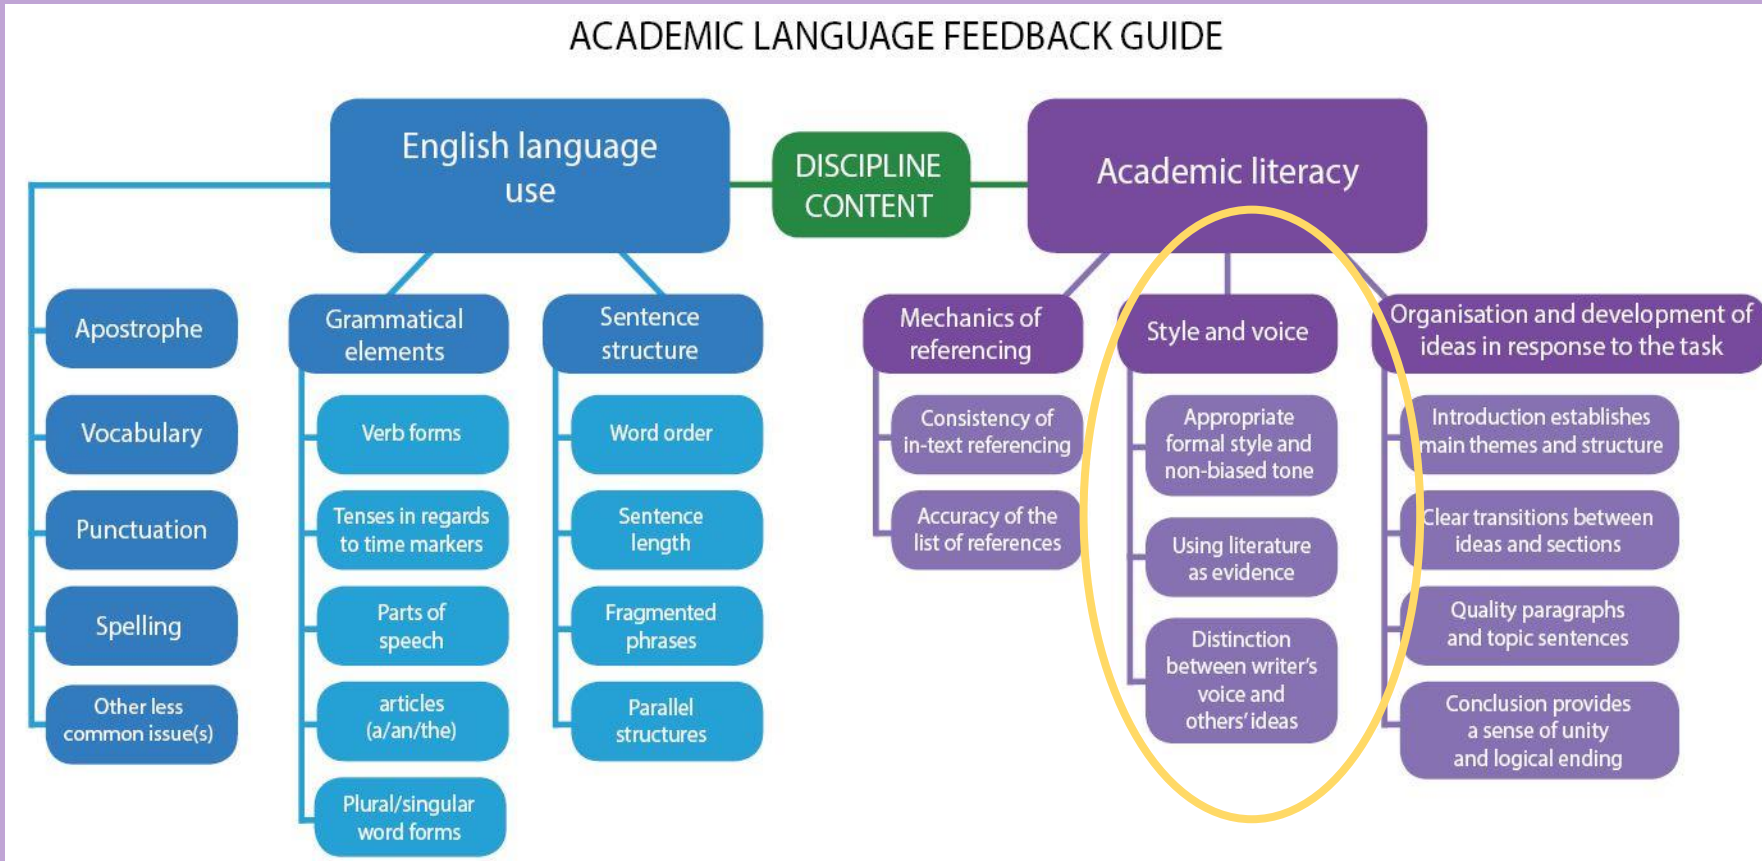 ACADEMIC LANGUAGE FEEDBACK GUIDE
English language
use
DISCIPLINE
CONTENT
Academic literacy
Apostrophe
Vocabulary
Punctuation
Spelling
Other less
common issue(s)
Grammatical
elements
Verb forms
Tenses in regards
to time markers
Parts of
speech
articles
(a/an/the)
Plural/singular
word forms
Sentence
structure
Word order
Sentence
length
Fragmented
phrases
Parallel
structures
Mechanics of
referencing
Consistency of
in-text referencing
Accuracy of the
list of references
Style and voice
Appropriate
formal style and
non-biased tone
Using literature
as evidence
Distinction
between writer's
voice and
others' ideas
Organisation and development of
ideas in response to the task
Introduction establishes
main themes and structure
Clear transitions between
ideas and sections
Quality paragraphs
and topic sentences
Conclusion provides
a sense of unity
and logical ending